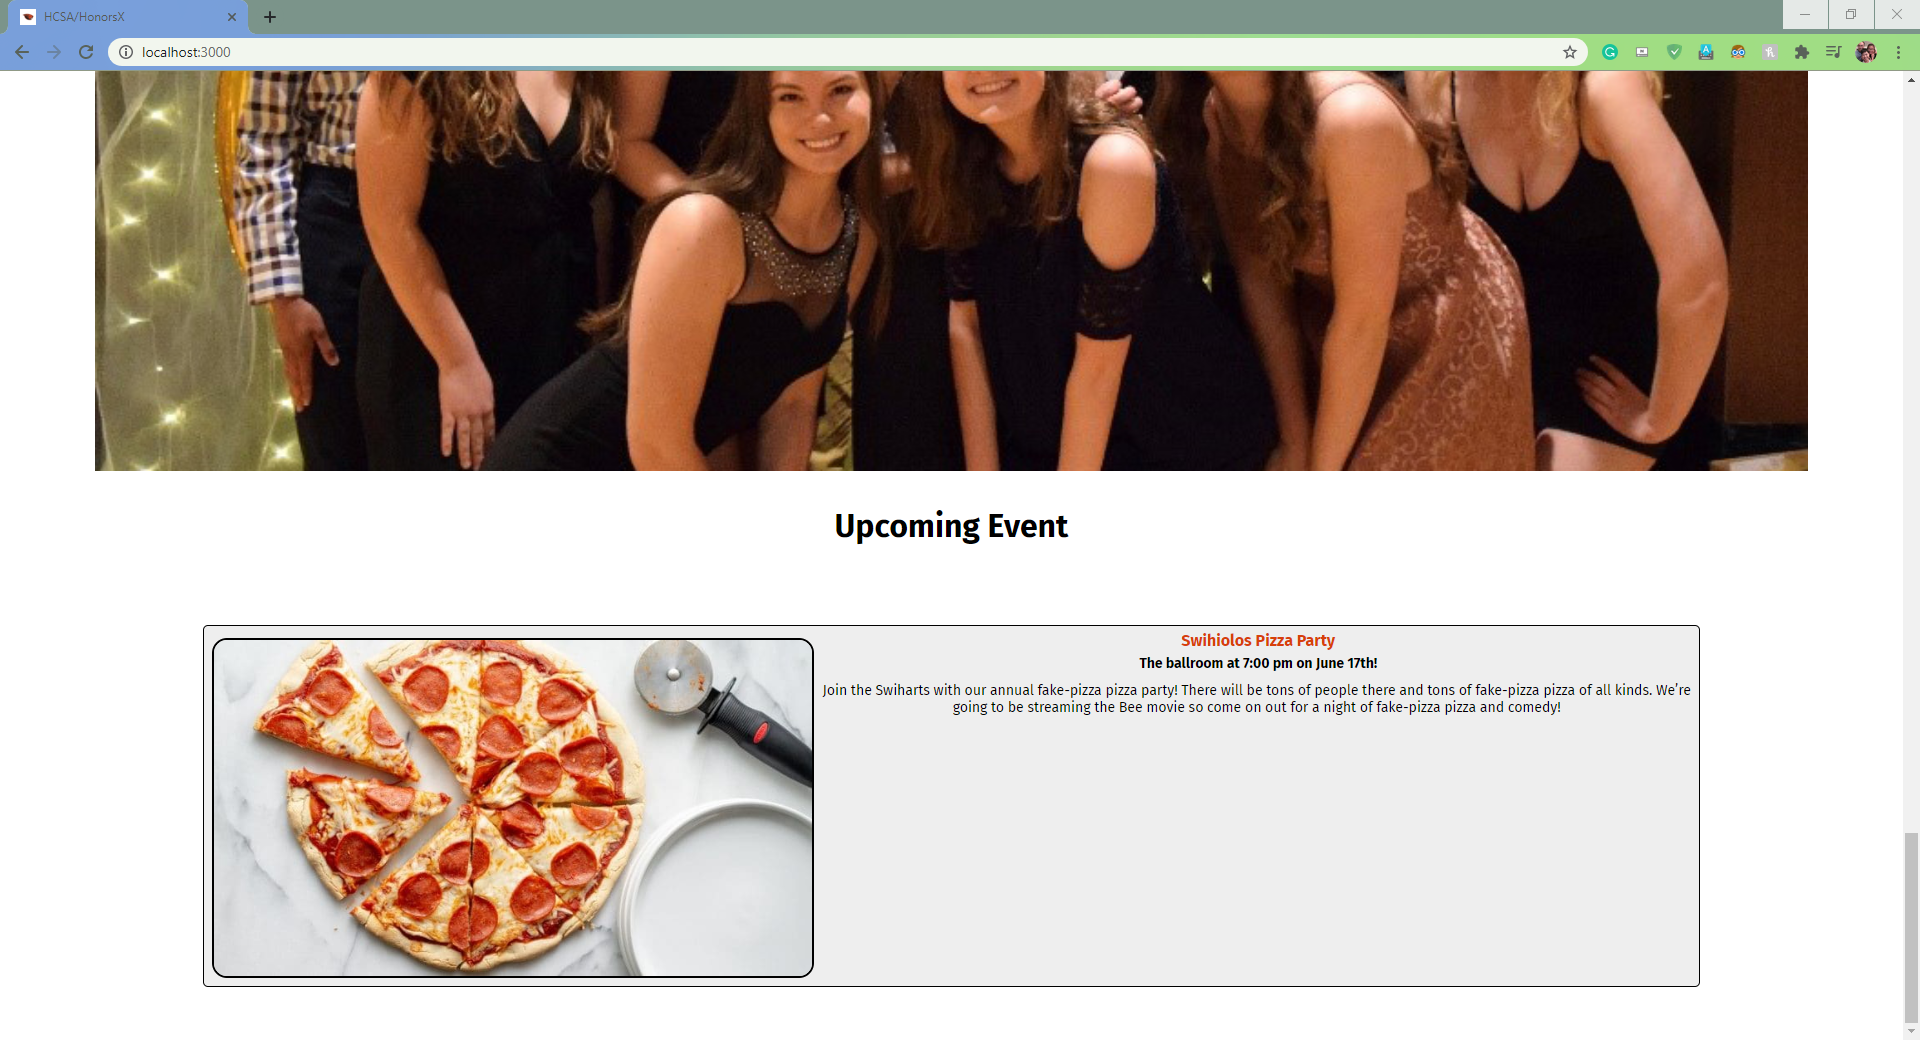 HCSA/HonorsX
localhost:3000
Upcoming Event
Swihiolos Pizza Party
The ballroom at 7:00 pm on June 17th!
Join the Swiharts with our annual fake-pizza pizza party! There will be tons of people there and tons of fake-pizza pizza of all kinds. We're
going to be streaming the Bee movie so come on out for a night of fake-pizza pizza and comedy!